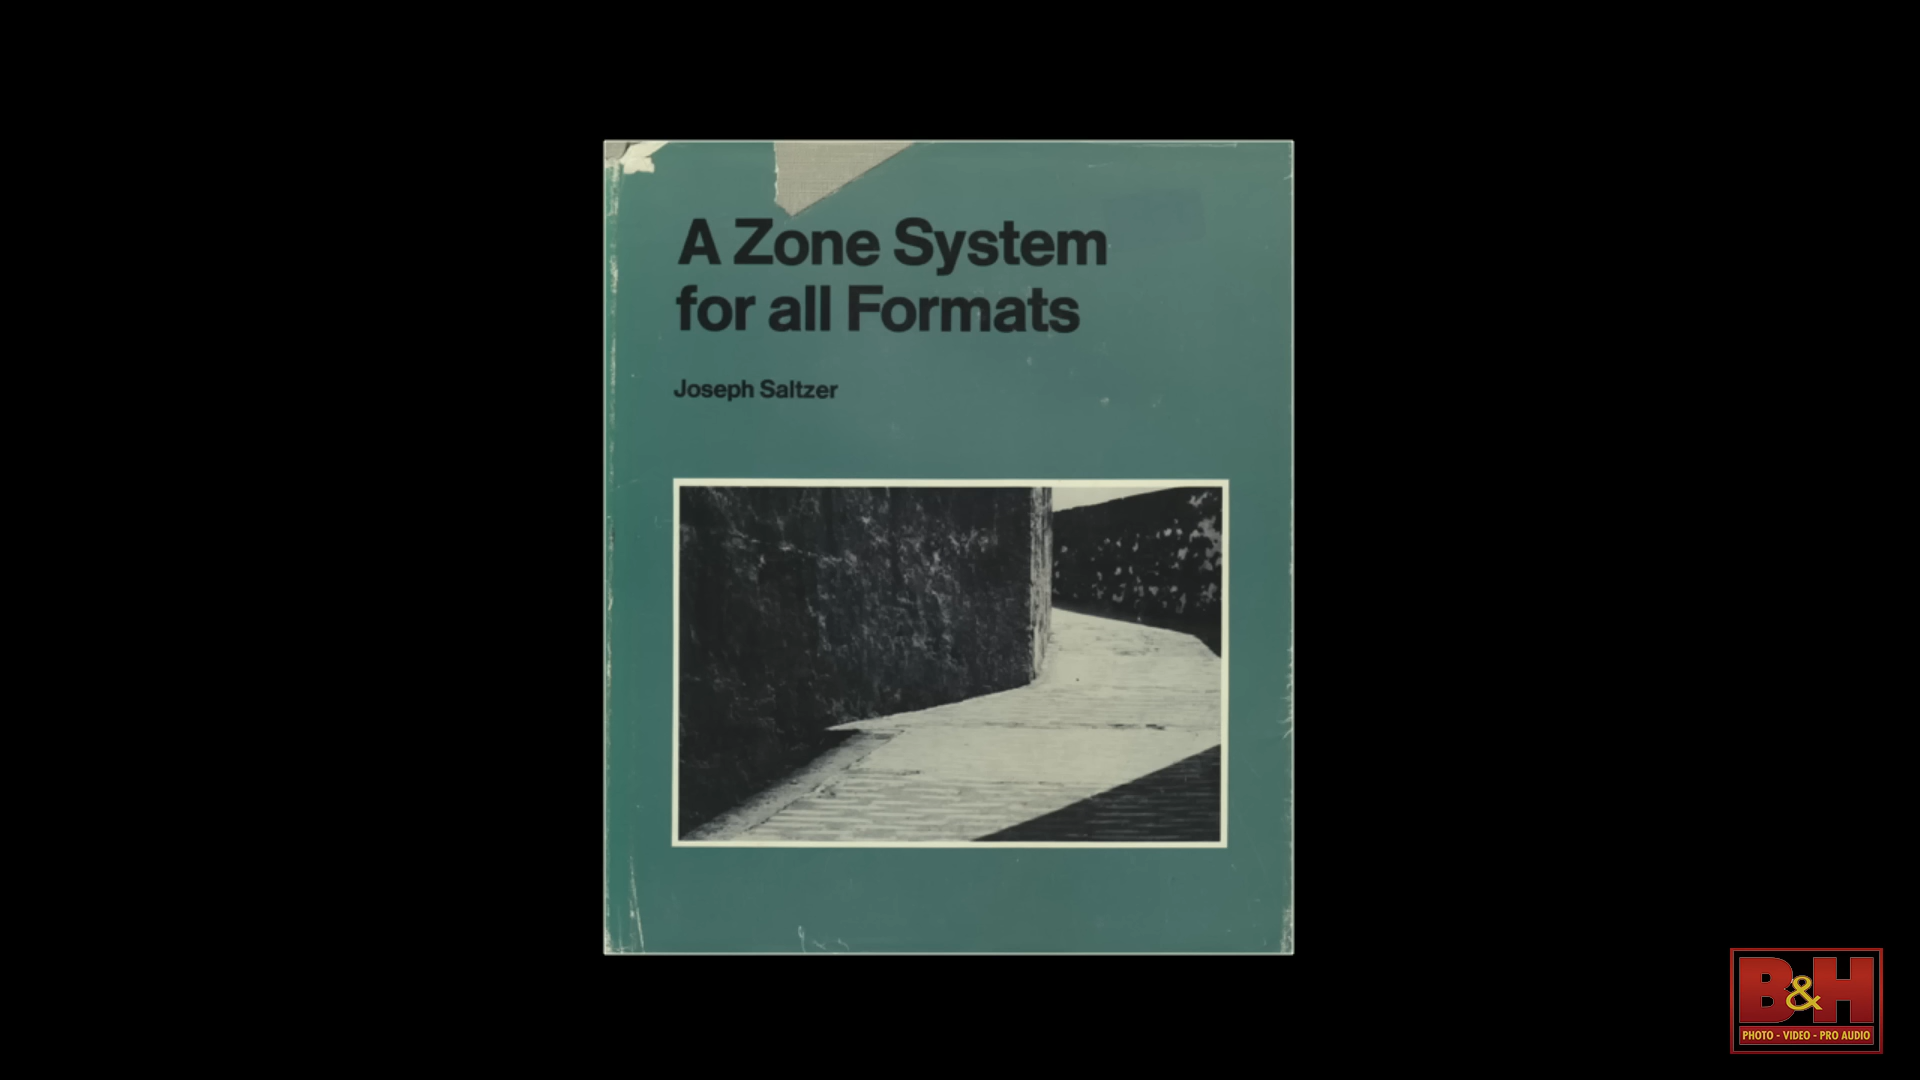 A Zone System
for all Formats
Joseph Saltzer
B&H
PHOTO - VIDEO - PRO AUDIO